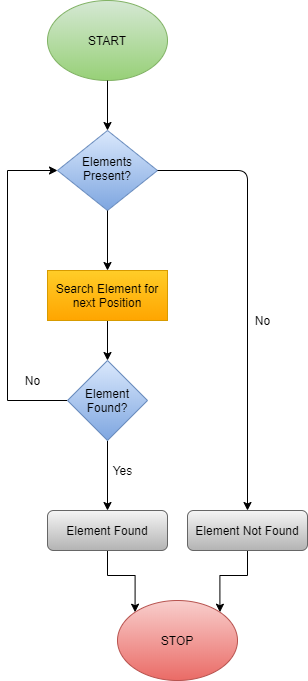 START
Elements
Present?
Search Element for
next Position
No
Element
Found?
No
Yes
Element Found
Element Not Found
STOP